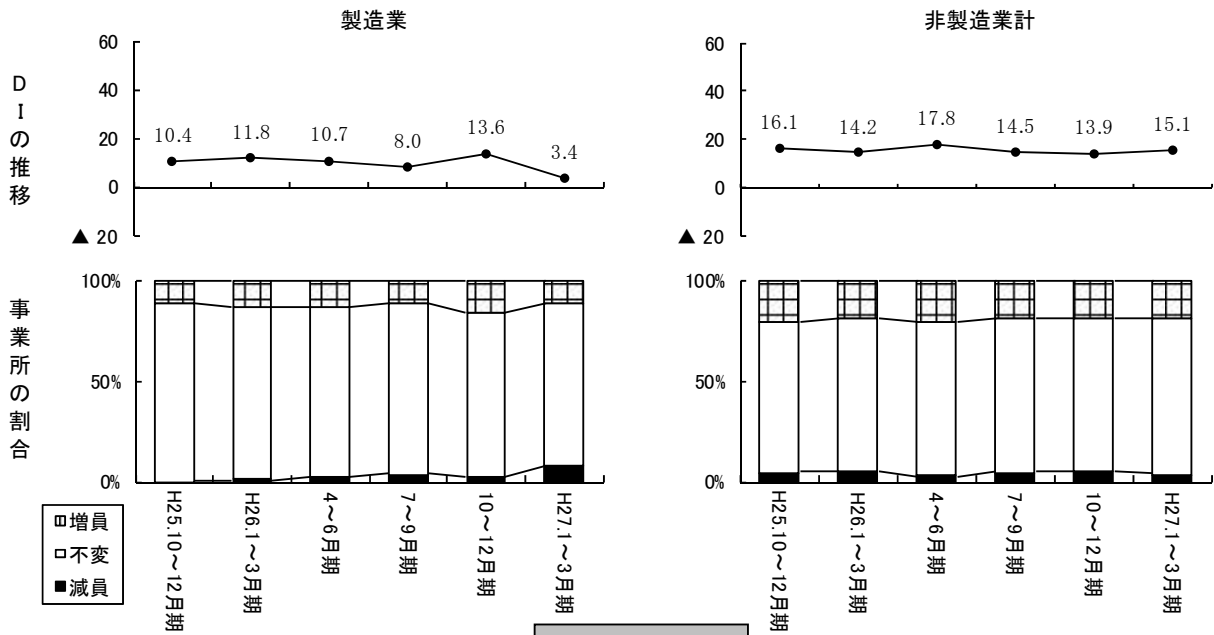 製造業
非製造業計
DIの推移
60
40
20
0
▲ 20
10.4
11.8
10.7
8.0
13.6
3.4
60
40
20
0
▲ 20
16.1
14.2
17.8
14.5
13.9
15.1
事業所の割合
100%
50%
0%
100%
50%
0%
H25.10～12月期
H26.1～3月期
4～6月期
7～9月期
10～12月期
H27.1～3月期
H25.10～12月期
H26.1～3月期
4～6月期
7～9月期
10～12月期
H27.1～3月期
増員
不変
減員